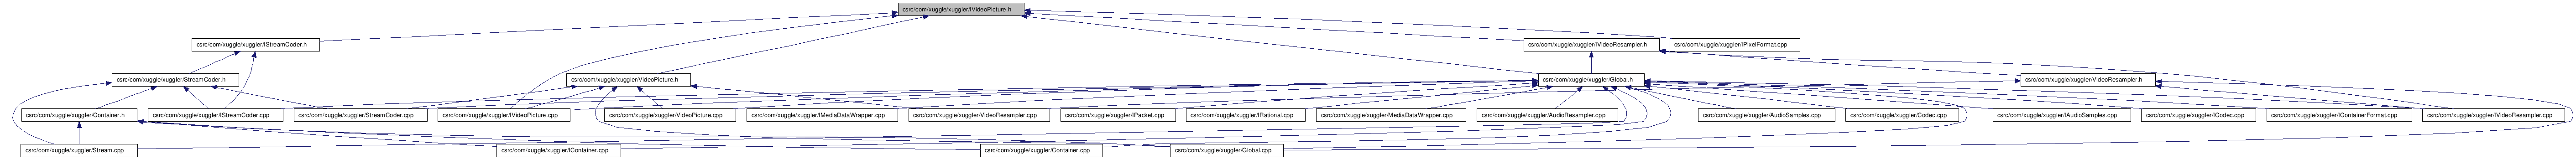 csrc/com/xuggle/xuggler/IVideoPicture.h
csrc/com/xuggle/xuggler/IStreamCoder.h
csrc/com/xuggle/xuggler/IVideoResampler.h
csrc/com/xuggle/xuggler/IPixelFormat.cpp
csrc/com/xuggle/xuggler/StreamCoder.h
csrc/com/xuggle/xuggler/VideoPicture.h
csrc/com/xuggle/xuggler/Global.h
csrc/com/xuggle/xuggler/VideoResampler.h
csrc/com/xuggle/xuggler/Container.h
csrc/com/xuggle/xuggler/IStreamCoder.cpp
csrc/com/xuggle/xuggler/StreamCoder.cpp
csrc/com/xuggle/xuggler/IVideoPicture.cpp
csrc/com/xuggle/xuggler/VideoPicture.cpp
csrc/com/xuggle/xuggler/IMediaDataWrapper.cpp
csrc/com/xuggle/xuggler/VideoResampler.cpp
csrc/com/xuggle/xuggler/IPacket.cpp
csrc/com/xuggle/xuggler/IRational.cpp
csrc/com/xuggle/xuggler/MediaDataWrapper.cpp
csrc/com/xuggle/xuggler/AudioResampler.cpp
csrc/com/xuggle/xuggler/AudioSamples.cpp
csrc/com/xuggle/xuggler/Codec.cpp
csrc/com/xuggle/xuggler/IAudioSamples.cpp
csrc/com/xuggle/xuggler/ICodec.cpp
csrc/com/xuggle/xuggler/IContainerFormat.cpp
csrc/com/xuggle/xuggler/IVideoResampler.cpp
csrc/com/xuggle/xuggler/Stream.cpp
csrc/com/xuggle/xuggler/IContainer.cpp
csrc/com/xuggle/xuggler/Container.cpp
csrc/com/xuggle/xuggler/Global.cpp